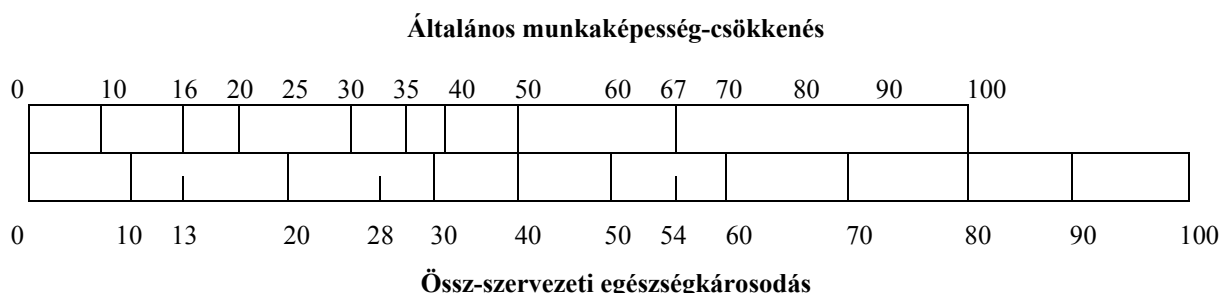 Általános munkaképesség-csökkenés
0 10 16 20 25 30 35 40 50 60 67 70 80 90 100
0 10 13 20 28 30 40 50 54 60 70 80 90 100
Össz-szervezeti egészségkárosodás